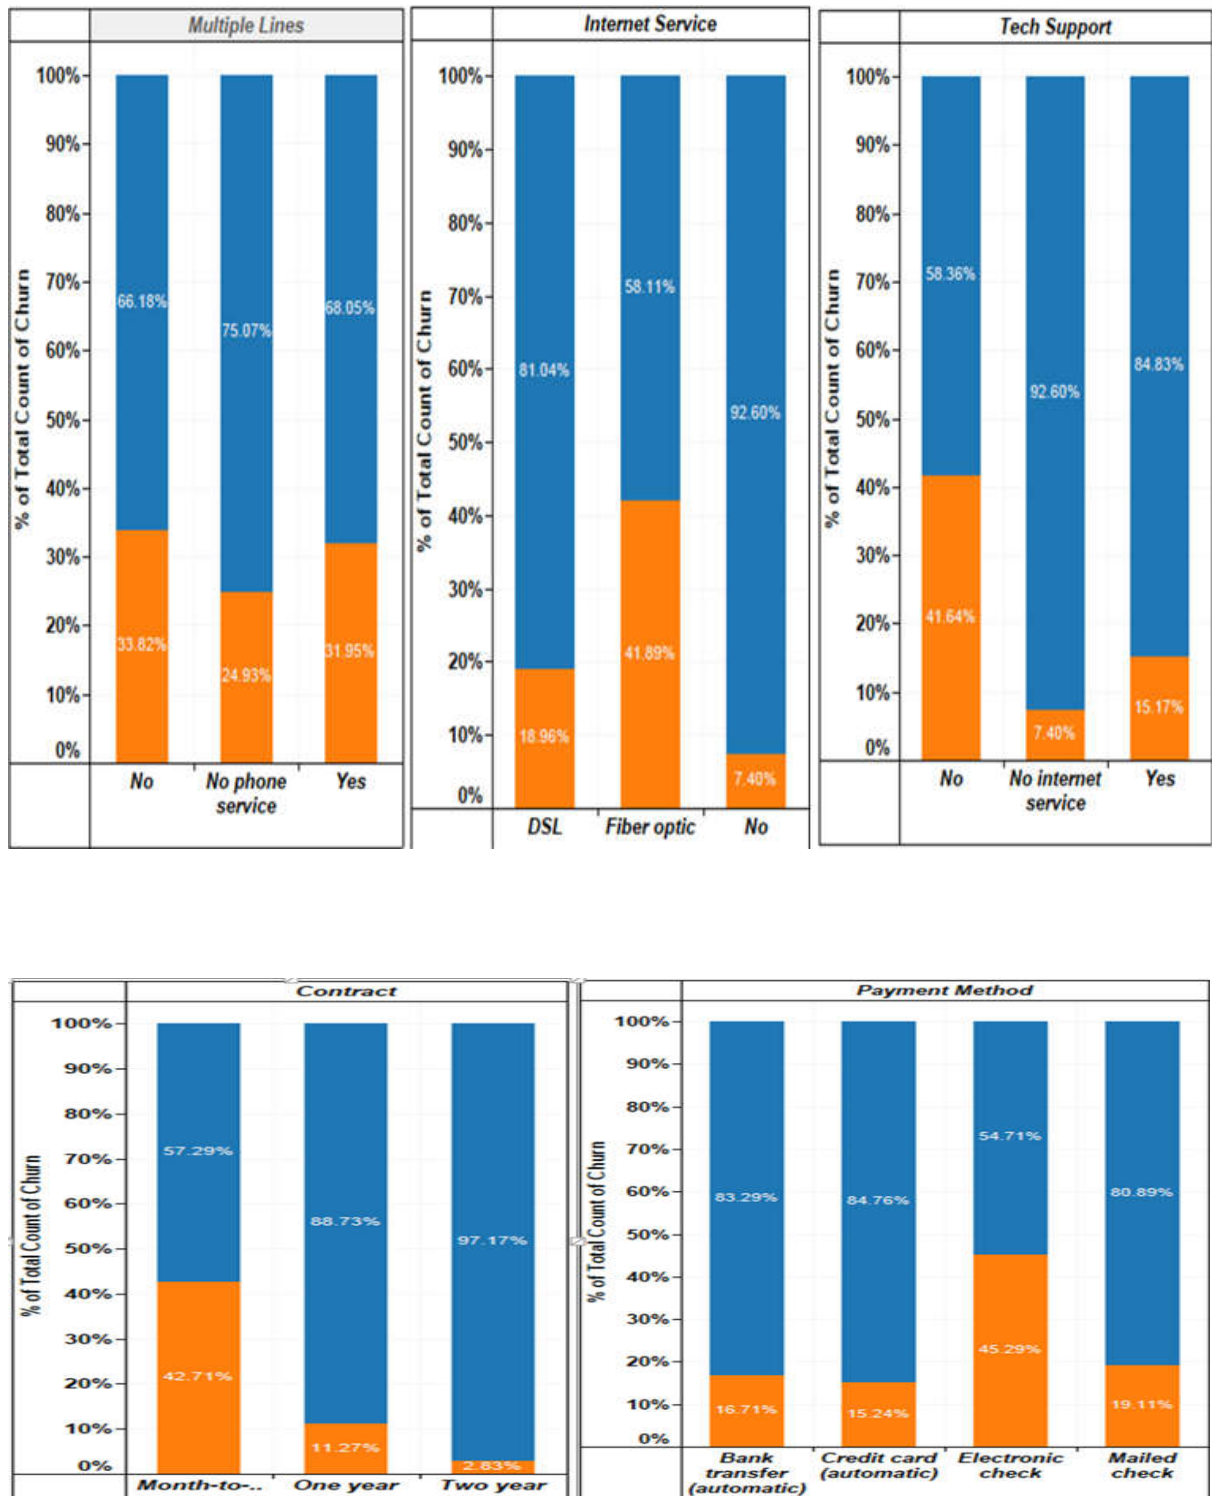 Multiple Lines
% of Total Count of Churn
100%
90%
80%
70%
60%
50%
40%
30%
20%
10%
0%
66.18%
75.07%
68.05%
33.82%
24.93%
31.95%
No
No phone
service
Yes
Internet Service
% of Total Count of Churn
100%
90%
80%
70%
60%
50%
40%
30%
20%
10%
0%
81.04%
58.11%
92.60%
18.96%
41.89%
7.40%
DSL
Fiber optic
No
Tech Support
% of Total Count of Churn
100%
90%
80%
70%
60%
50%
40%
30%
20%
10%
0%
58.36%
92.60%
84.83%
41.64%
7.40%
15.17%
No
No internet
service
Yes
Contract
% of Total Count of Churn
100%
90%
80%
70%
60%
50%
40%
30%
20%
10%
0%
57.29%
88.73%
97.17%
42.71%
11.27%
2.83%
Month-to-..
One year
Two year
Payment Method
% of Total Count of Churn
100%
90%
80%
70%
60%
50%
40%
30%
20%
10%
0%
83.29%
84.76%
54.71%
80.89%
16.71%
15.24%
45.29%
19.11%
Bank
transfer
(automatic)
Credit card
(automatic)
Electronic
check
Mailed
check